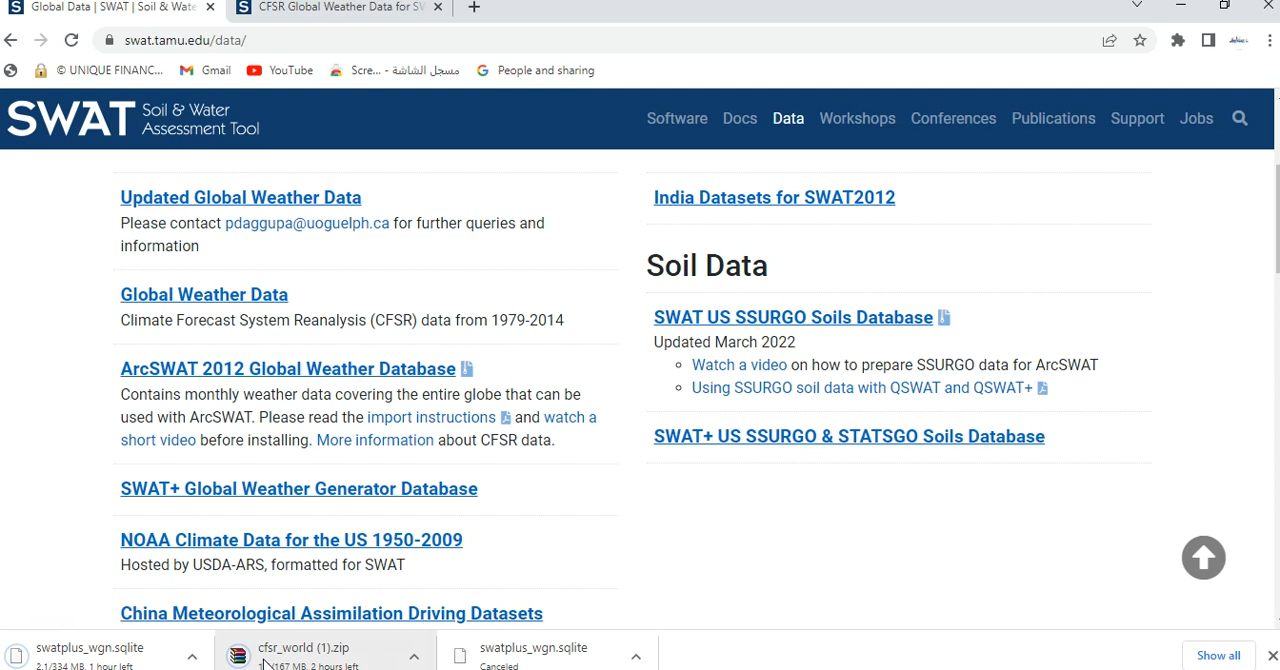 Global Data | SWAT | Soil & Wate
CFSR Global Weather Data for SW
swat.tamu.edu/data/
© UNIQUE FINANC...
Gmail
YouTube
Scre... - مسجل الشاشة
People and sharing
SWAT Soil & Water
Assessment Tool
Software Docs Data Workshops Conferences Publications Support Jobs
Updated Global Weather Data
Please contact pdaggupa@uoguelph.ca for further queries and
information
Global Weather Data
Climate Forecast System Reanalysis (CFSR) data from 1979-2014
ArcSWAT 2012 Global Weather Database
Contains monthly weather data covering the entire globe that can be
used with ArcSWAT. Please read the import instructions and watch a
short video before installing. More information about CFSR data.
SWAT+ Global Weather Generator Database
NOAA Climate Data for the US 1950-2009
Hosted by USDA-ARS, formatted for SWAT
China Meteorological Assimilation Driving Datasets
India Datasets for SWAT2012
Soil Data
SWAT US SSURGO Soils Database
Updated March 2022
Watch a video on how to prepare SSURGO data for ArcSWAT
Using SSURGO soil data with QSWAT and QSWAT+
SWAT+ US SSURGO & STATSGO Soils Database
swatplus_wgn.sqlite
2.1/334 MB, 1 hour left
cfsr_world (1).zip
/167 MB, 2 hours left
swatplus_wgn.sqlite
Canceled
Show all